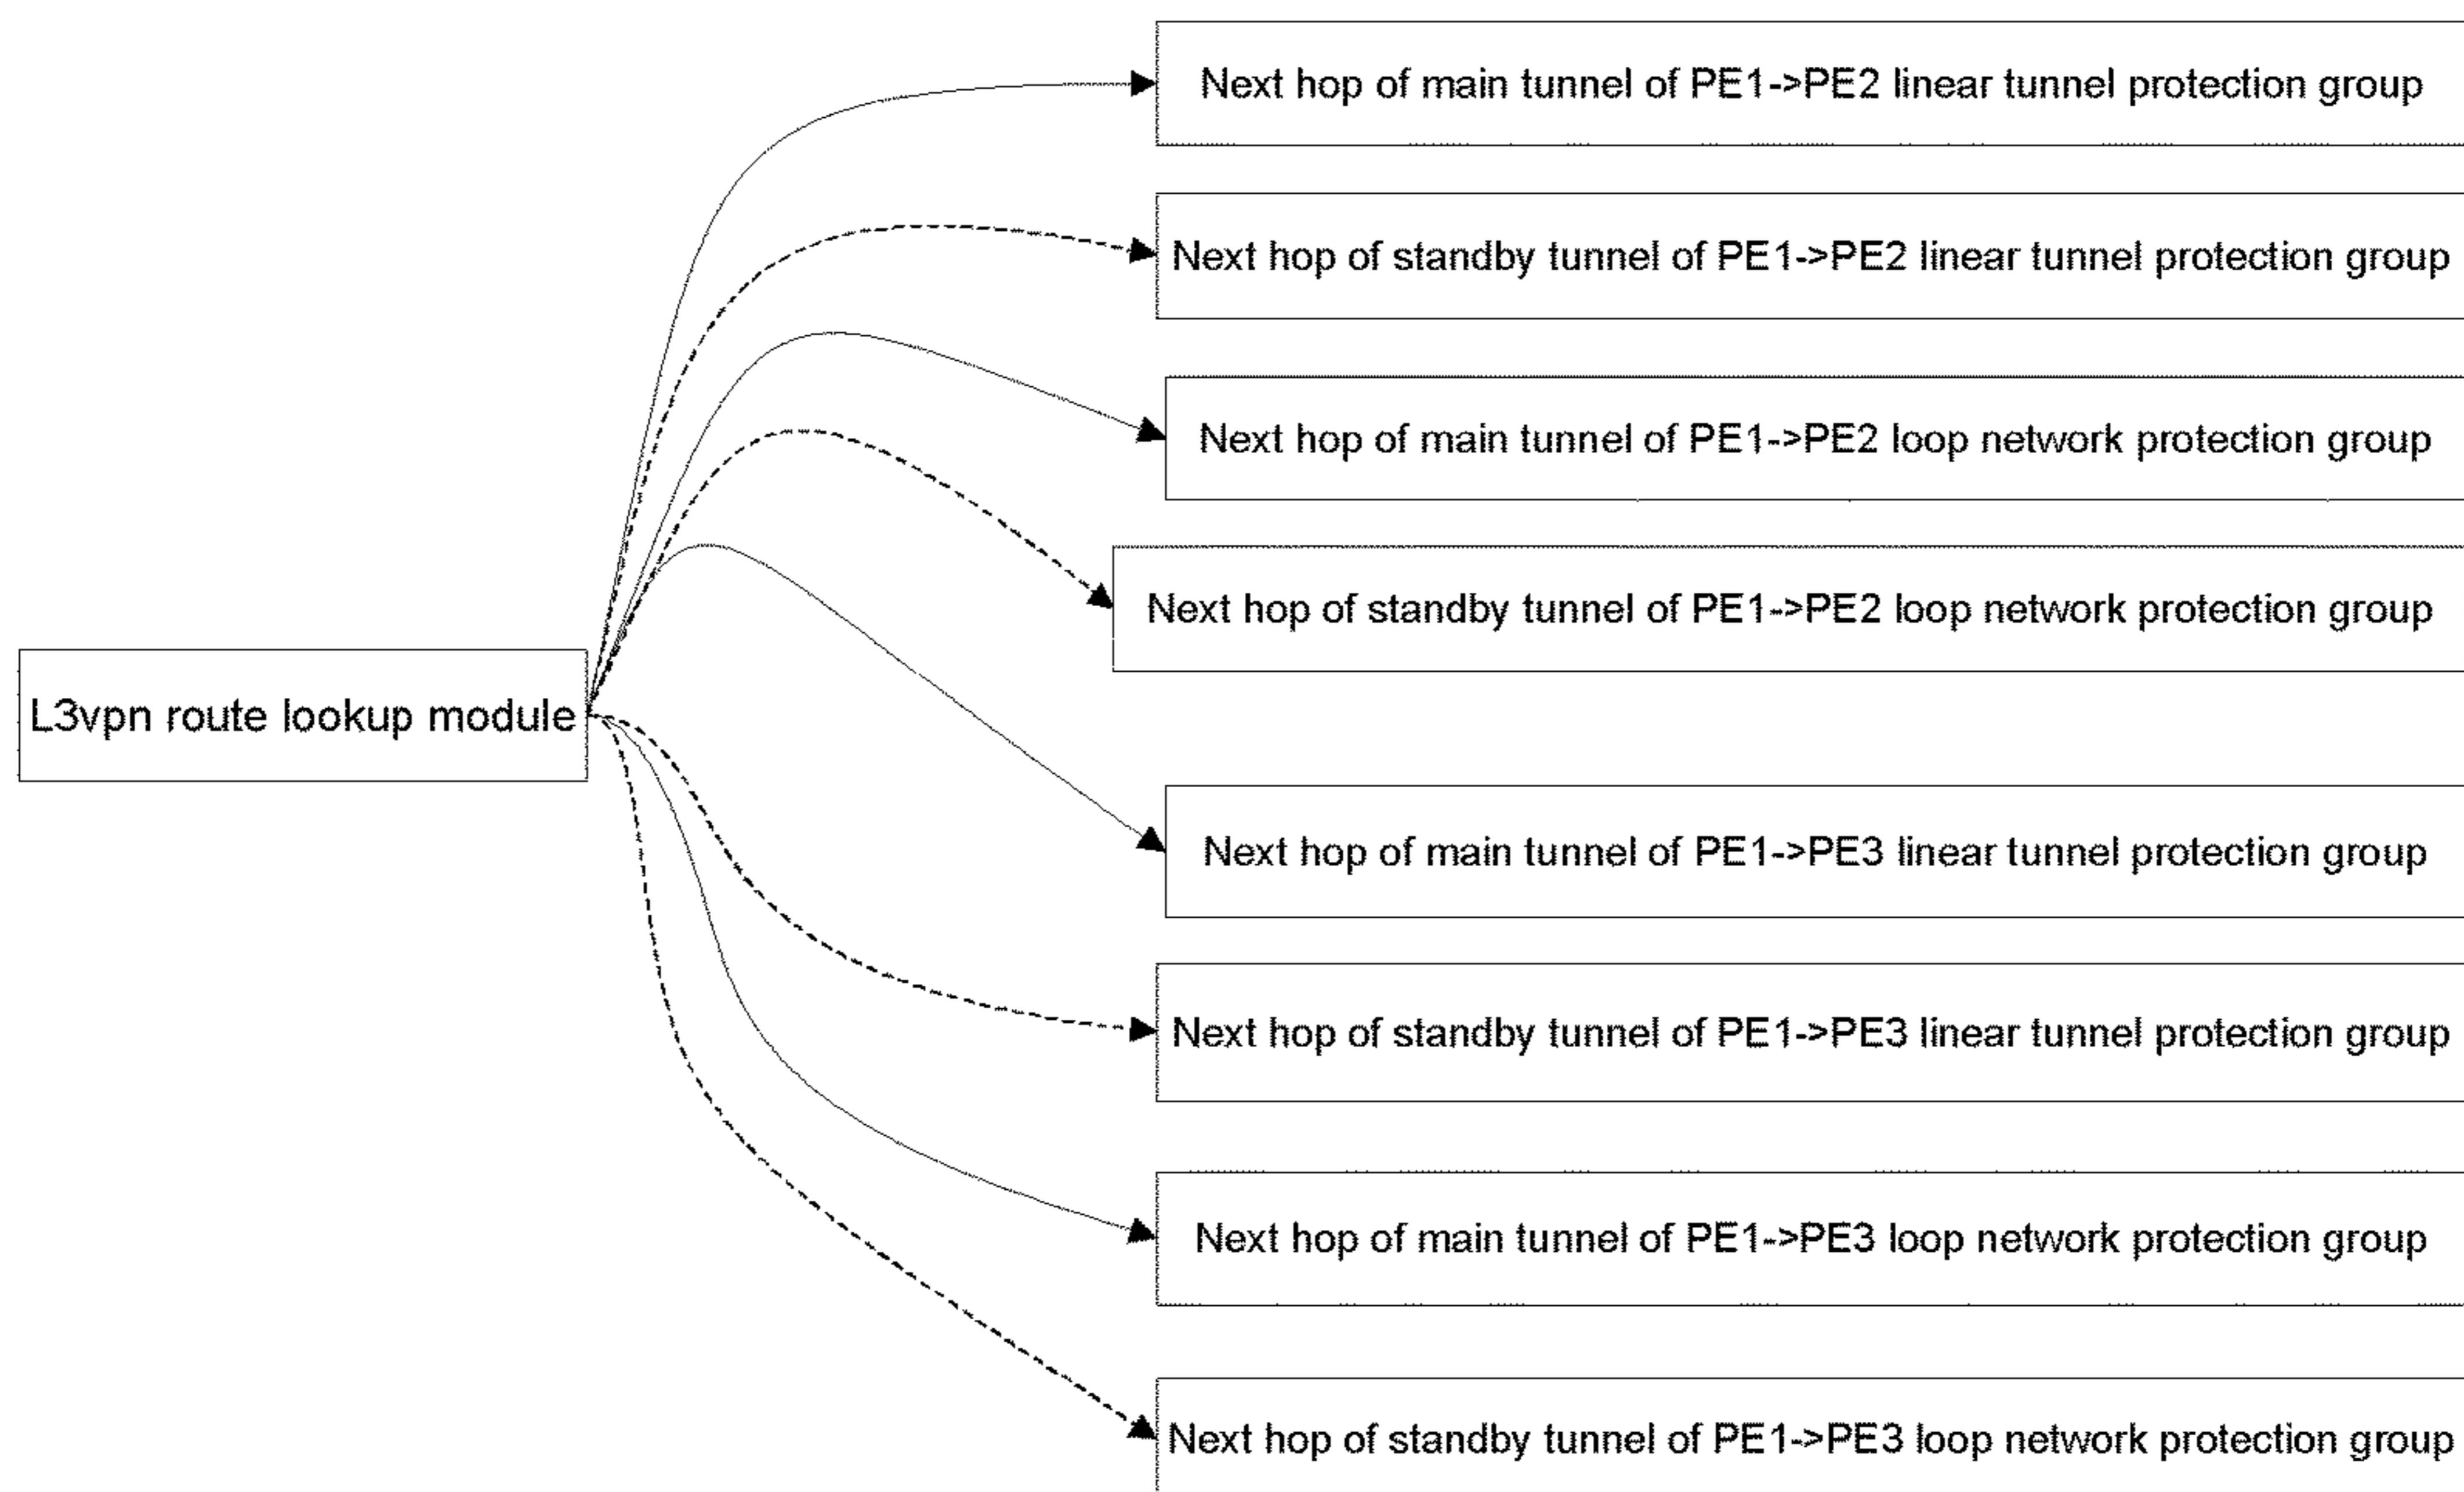 Next hop of main tunnel of PE1->PE2 linear tunnel protection group
Next hop of standby tunnel of PE1->PE2 linear tunnel protection group
Next hop of main tunnel of PE1->PE2 loop network protection group
Next hop of standby tunnel of PE1->PE2 loop network protection group
L3vpn route lookup module
Next hop of main tunnel of PE1->PE3 linear tunnel protection group
Next hop of standby tunnel of PE1->PE3 linear tunnel protection group
Next hop of main tunnel of PE1->PE3 loop network protection group
Next hop of standby tunnel of PE1->PE3 loop network protection group